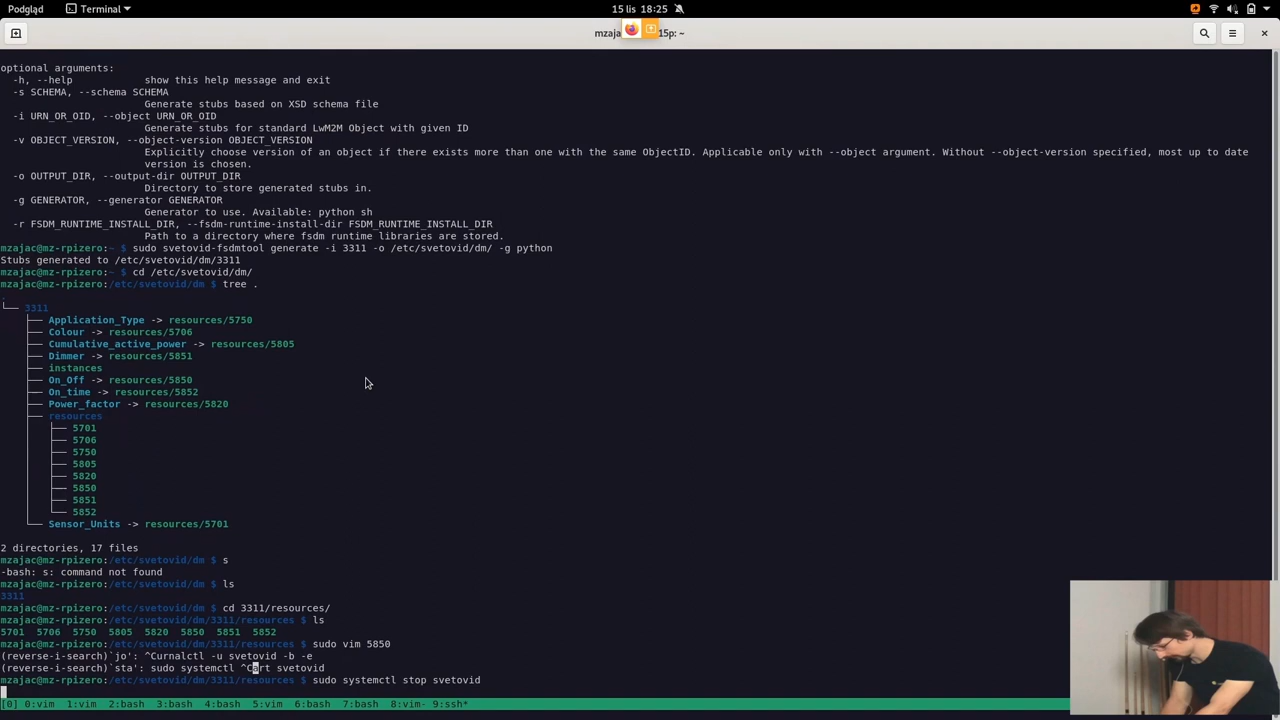 Podgląd Terminal 15 lis 18:25
mzaja 15p: ~
optional arguments:
-h, --help show this help message and exit
-s SCHEMA, --schema SCHEMA
Generate stubs based on XSD schema file
-i URN_OR_OID, --object URN_OR_OID
Generate stubs for standard LwM2M Object with given ID
-v OBJECT_VERSION, --object-version OBJECT_VERSION
Explicitly choose version of an object if there exists more than one with the same ObjectID. Applicable only with --object argument. Without --object-version specified, most up to date
version is chosen.
-o OUTPUT_DIR, --output-dir OUTPUT_DIR
Directory to store generated stubs in.
-g GENERATOR, --generator GENERATOR
Generator to use. Available: python sh
-r FSDM_RUNTIME_INSTALL_DIR, --fsdm-runtime-install-dir FSDM_RUNTIME_INSTALL_DIR
Path to a directory where fsdm runtime libraries are stored.
mzajac@mz-rpizero:~ $ sudo svetovid-fsdmtool generate -i 3311 -o /etc/svetovid/dm/ -g python
Stubs generated to /etc/svetovid/dm/3311
mzajac@mz-rpizero:~ $ cd /etc/svetovid/dm/
mzajac@mz-rpizero:/etc/svetovid/dm $ tree .
.
└── 3311
├── Application_Type -> resources/5750
├── Colour -> resources/5706
├── Cumulative_active_power -> resources/5805
├── Dimmer -> resources/5851
├── instances
├── On_Off -> resources/5850
├── On_time -> resources/5852
├── Power_factor -> resources/5820
├── resources
│   ├── 5701
│   ├── 5706
│   ├── 5750
│   ├── 5805
│   ├── 5820
│   ├── 5850
│   ├── 5851
│   └── 5852
└── Sensor_Units -> resources/5701
2 directories, 17 files
mzajac@mz-rpizero:/etc/svetovid/dm $ s
-bash: s: command not found
mzajac@mz-rpizero:/etc/svetovid/dm $ ls
3311
mzajac@mz-rpizero:/etc/svetovid/dm $ cd 3311/resources/
mzajac@mz-rpizero:/etc/svetovid/dm/3311/resources $ ls
5701 5706 5750 5805 5820 5850 5851 5852
mzajac@mz-rpizero:/etc/svetovid/dm/3311/resources $ sudo vim 5850
(reverse-i-search)`jo': ^Curnalctl -u svetovid -b -e
(reverse-i-search)`sta': sudo systemctl ^Cart svetovid
mzajac@mz-rpizero:/etc/svetovid/dm/3311/resources $ sudo systemctl stop svetovid
[0] 0:vim 1:vim 2:bash 3:bash 4:bash 5:vim 6:bash 7:bash 8:vim- 9:ssh*